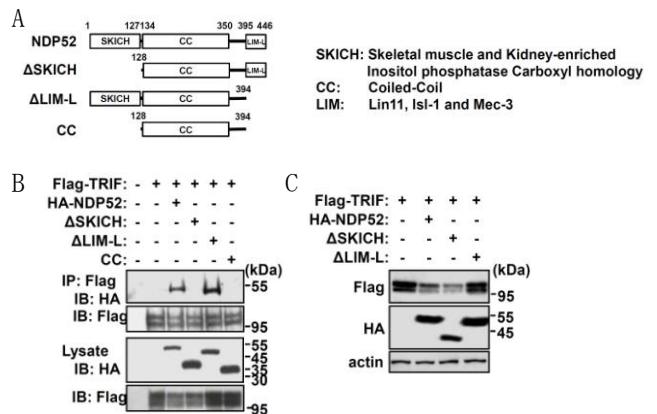 A
1 127 134 350 395 446
NDP52 SKICH CC LIM-L
128
ΔSKICH CC LIM-L
394
ΔLIM-L SKICH CC
128 394
CC CC
SKICH: Skeletal muscle and Kidney-enriched
Inositol phosphatase Carboxyl homology
CC: Coiled-Coil
LIM: Lin11, Isl-1 and Mec-3
B
Flag-TRIF: - + + + + +
HA-NDP52: - - + - - -
ΔSKICH: - - - + - -
ΔLIM-L: - - - - + -
CC: - - - - - +
(kDa)
IP: Flag
IB: HA
55
IB: Flag
95
Lysate
IB: HA
55
45
35
30
IB: Flag
95
C
Flag-TRIF: + + + +
HA-NDP52: - + - -
ΔSKICH: - - + -
ΔLIM-L: - - - +
(kDa)
Flag
95
HA
55
45
actin